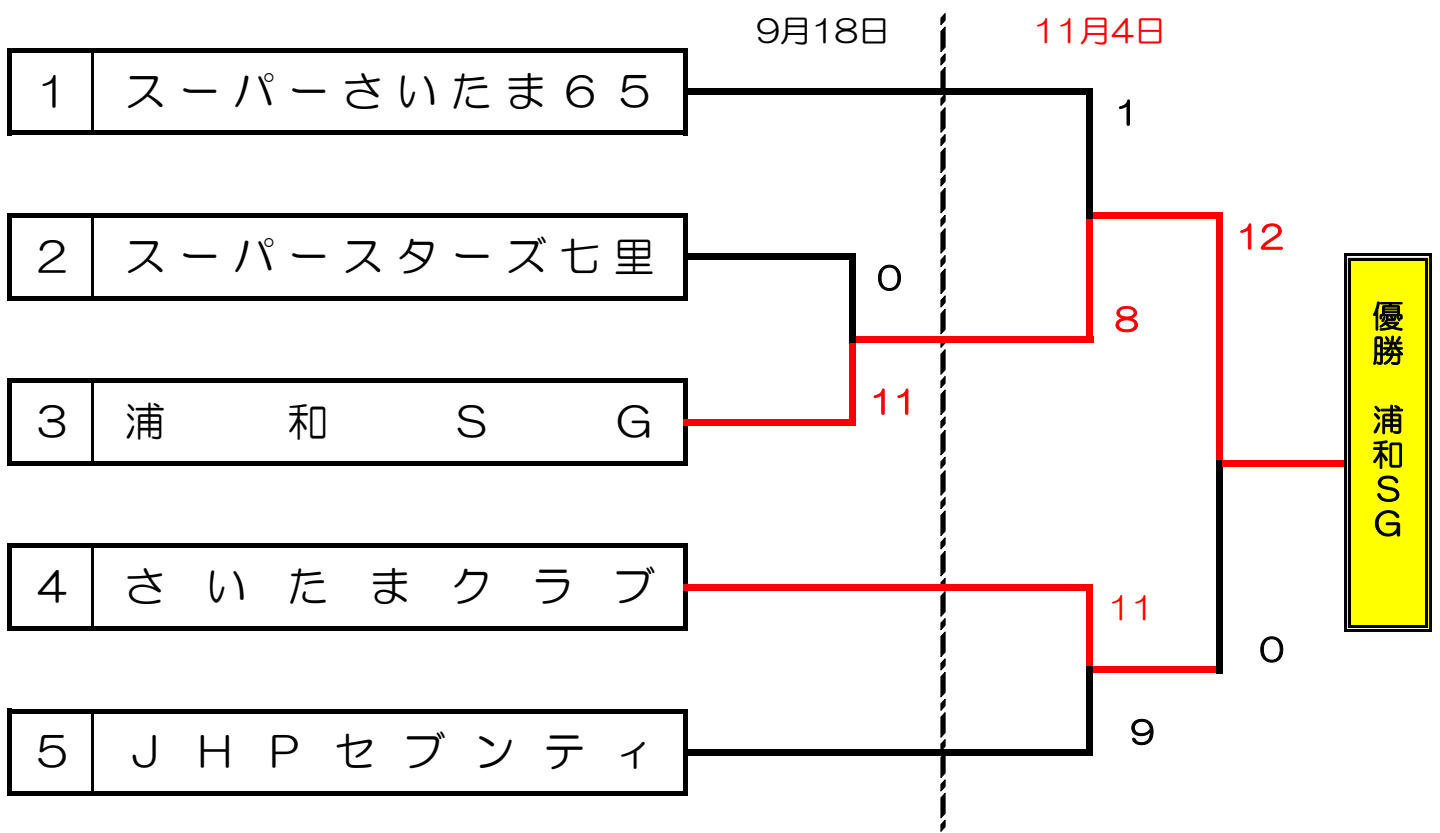 9月18日
11月4日
1 スーパーさいたま６５
1
2 スーパースターズ七里
0
12
8
3 浦和ＳＧ
11
優勝　浦和SG
4 さいたまクラブ
11
0
5 ＪＨＰセブンティ
9